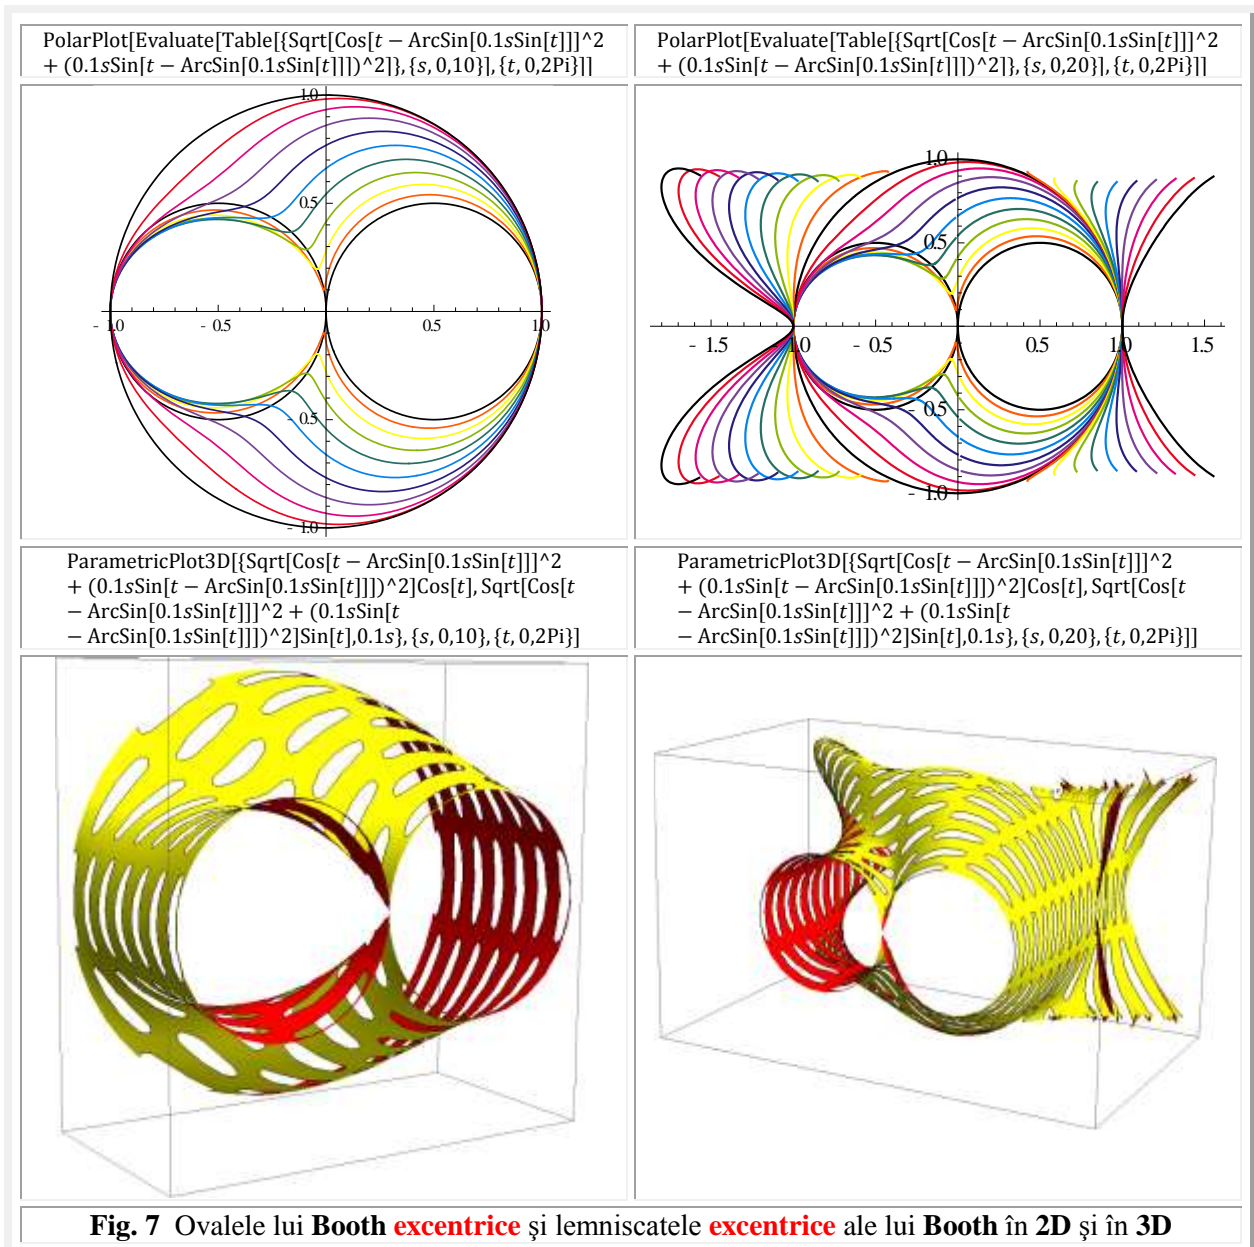 PolarPlot[Evaluate[Table[{Sqrt[Cos[t − ArcSin[0.1sSin[t]]]^2
+ (0.1sSin[t − ArcSin[0.1sSin[t]]])^2]},{s, 0,10}],{t, 0,2Pi}]]
PolarPlot[Evaluate[Table[{Sqrt[Cos[t − ArcSin[0.1sSin[t]]]^2
+ (0.1sSin[t − ArcSin[0.1sSin[t]]])^2]},{s, 0,20}],{t, 0,2Pi}]]
1.0
0.5
- 1.0
- 0.5
0.5
1.0
- 0.5
- 1.0
1.0
0.5
- 1.5
- 1.0
- 0.5
0.5
1.0
1.5
- 0.5
- 1.0
ParametricPlot3D[{Sqrt[Cos[t − ArcSin[0.1sSin[t]]]^2
+ (0.1sSin[t − ArcSin[0.1sSin[t]]])^2]Cos[t], Sqrt[Cos[t
− ArcSin[0.1sSin[t]]]^2 + (0.1sSin[t
− ArcSin[0.1sSin[t]]])^2]Sin[t],0.1s},{s, 0,10},{t, 0,2Pi}]
ParametricPlot3D[{Sqrt[Cos[t − ArcSin[0.1sSin[t]]]^2
+ (0.1sSin[t − ArcSin[0.1sSin[t]]])^2]Cos[t], Sqrt[Cos[t
− ArcSin[0.1sSin[t]]]^2 + (0.1sSin[t
− ArcSin[0.1sSin[t]]])^2]Sin[t],0.1s},{s, 0,20},{t, 0,2Pi}]]
Fig. 7 Ovalele lui Booth excentrice şi lemniscatele excentrice ale lui Booth în 2D şi în 3D